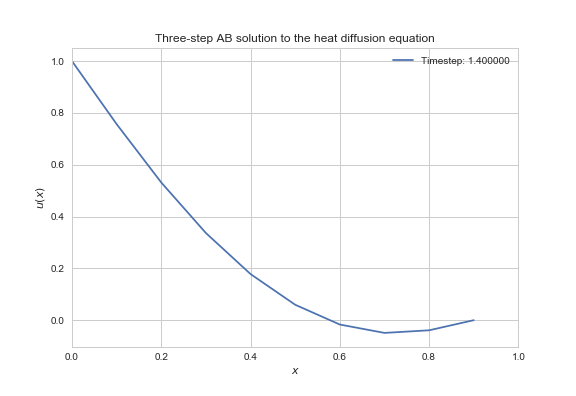 Three-step AB solution to the heat diffusion equation
Timestep: 1.400000
1.0
0.8
0.6
0.4
0.2
0.0
u(x)
0.0 0.2 0.4 0.6 0.8 1.0
x